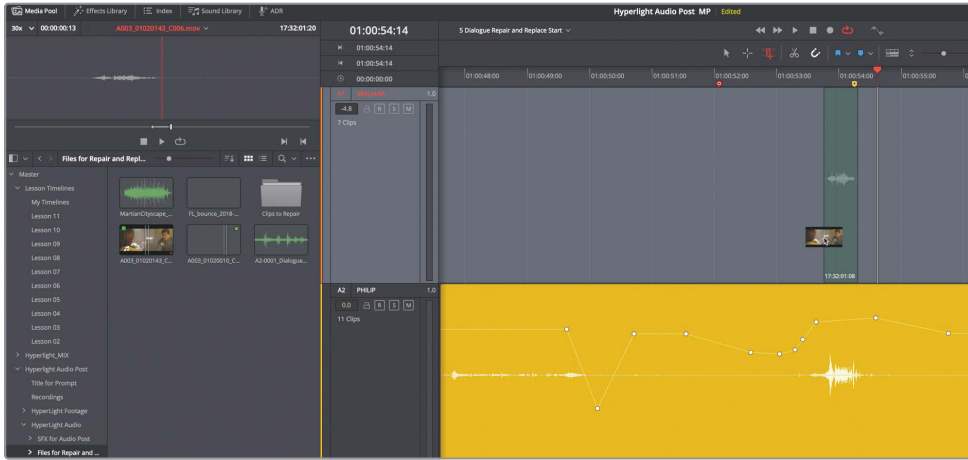 Media Pool Effects Library Index Sound Library ADR Hyperlight Audio Post MP Edited
30x 00:00:00:13 A003_01020143_C006.mov 17:32:01:20
01:00:54:14 5 Dialogue Repair and Replace Start
01:00:54:14
01:00:54:14
00:00:00:00
01:00:48:00 01:00:49:00 01:00:50:00 01:00:51:00 01:00:52:00 01:00:53:00 01:00:54:00 01:00:55:00
A1 1.0
-4.8 R S M
7 Clips
Files for Repair and Repl...
Master
Lesson Timelines
My Timelines
Lesson 11
Lesson 10
Lesson 09
Lesson 08
Lesson 07
Lesson 06
Lesson 05
Lesson 04
Lesson 03
Lesson 02
Hyperlight_MIX
Hyperlight Audio Post
Title for Prompt
Recordings
HyperLight Footage
HyperLight Audio
SFX for Audio Post
Files for Repair and ...
MartianCityscape_... FL_bounce_2018-... Clips to Repair
A003_01020143_C... A003_01020010_C... A2-0001_Dialogue...
17:32:01:08
A2 PHILIP 1.0
0.0 R S M
11 Clips